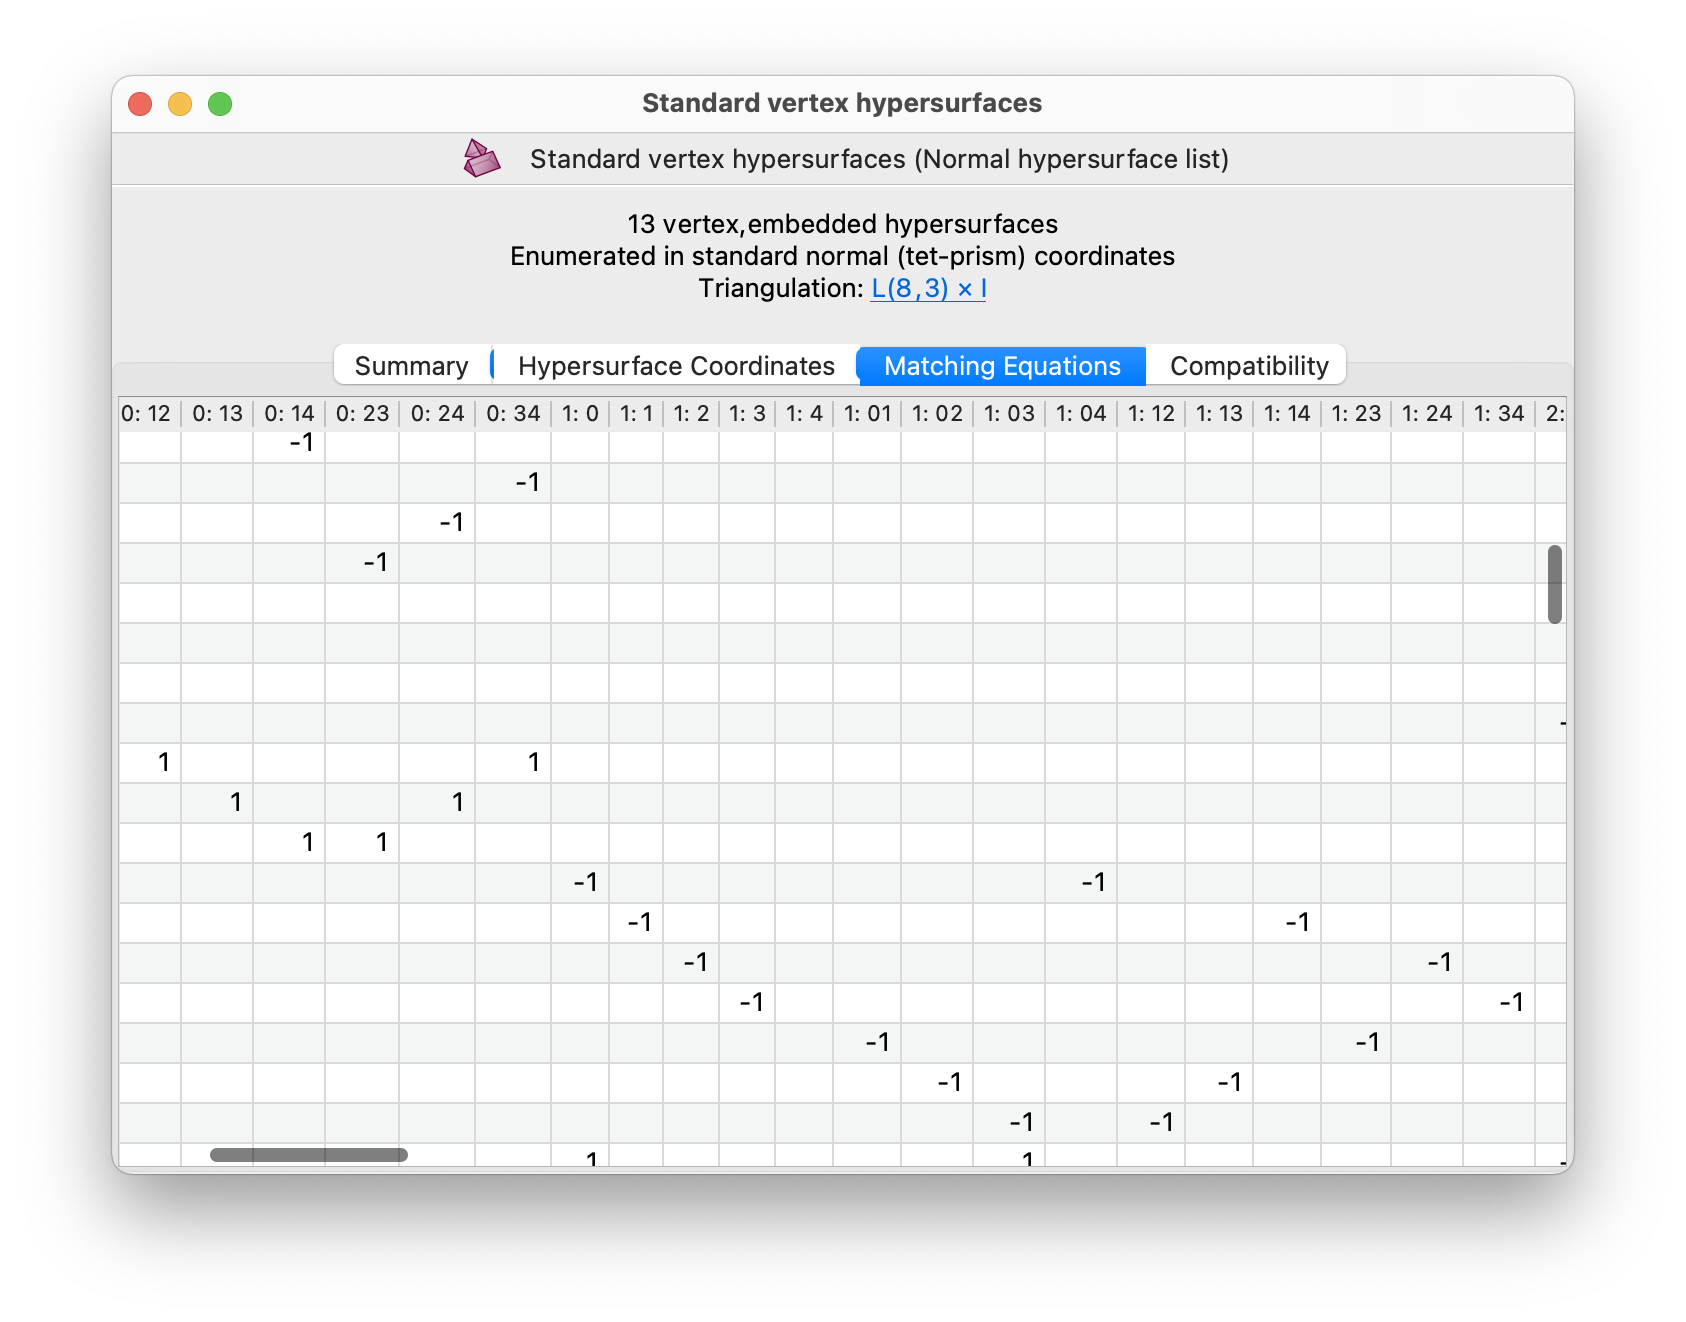 Standard vertex hypersurfaces
Standard vertex hypersurfaces (Normal hypersurface list)
13 vertex,embedded hypersurfaces
Enumerated in standard normal (tet-prism) coordinates
Triangulation: L(8,3) × I
Summary Hypersurface Coordinates Matching Equations Compatibility
0: 12 0: 13 0: 14 0: 23 0: 24 0: 34 1: 0 1: 1 1: 2 1: 3 1: 4 1: 01 1: 02 1: 03 1: 04 1: 12 1: 13 1: 14 1: 23 1: 24 1: 34 2:
-1
-1
-1
-1
-
1 1
1 1
1 1
-1 -1
-1 -1
-1 -1
-1 -1
-1 -1
-1 -1
-1 -1
1 1 -